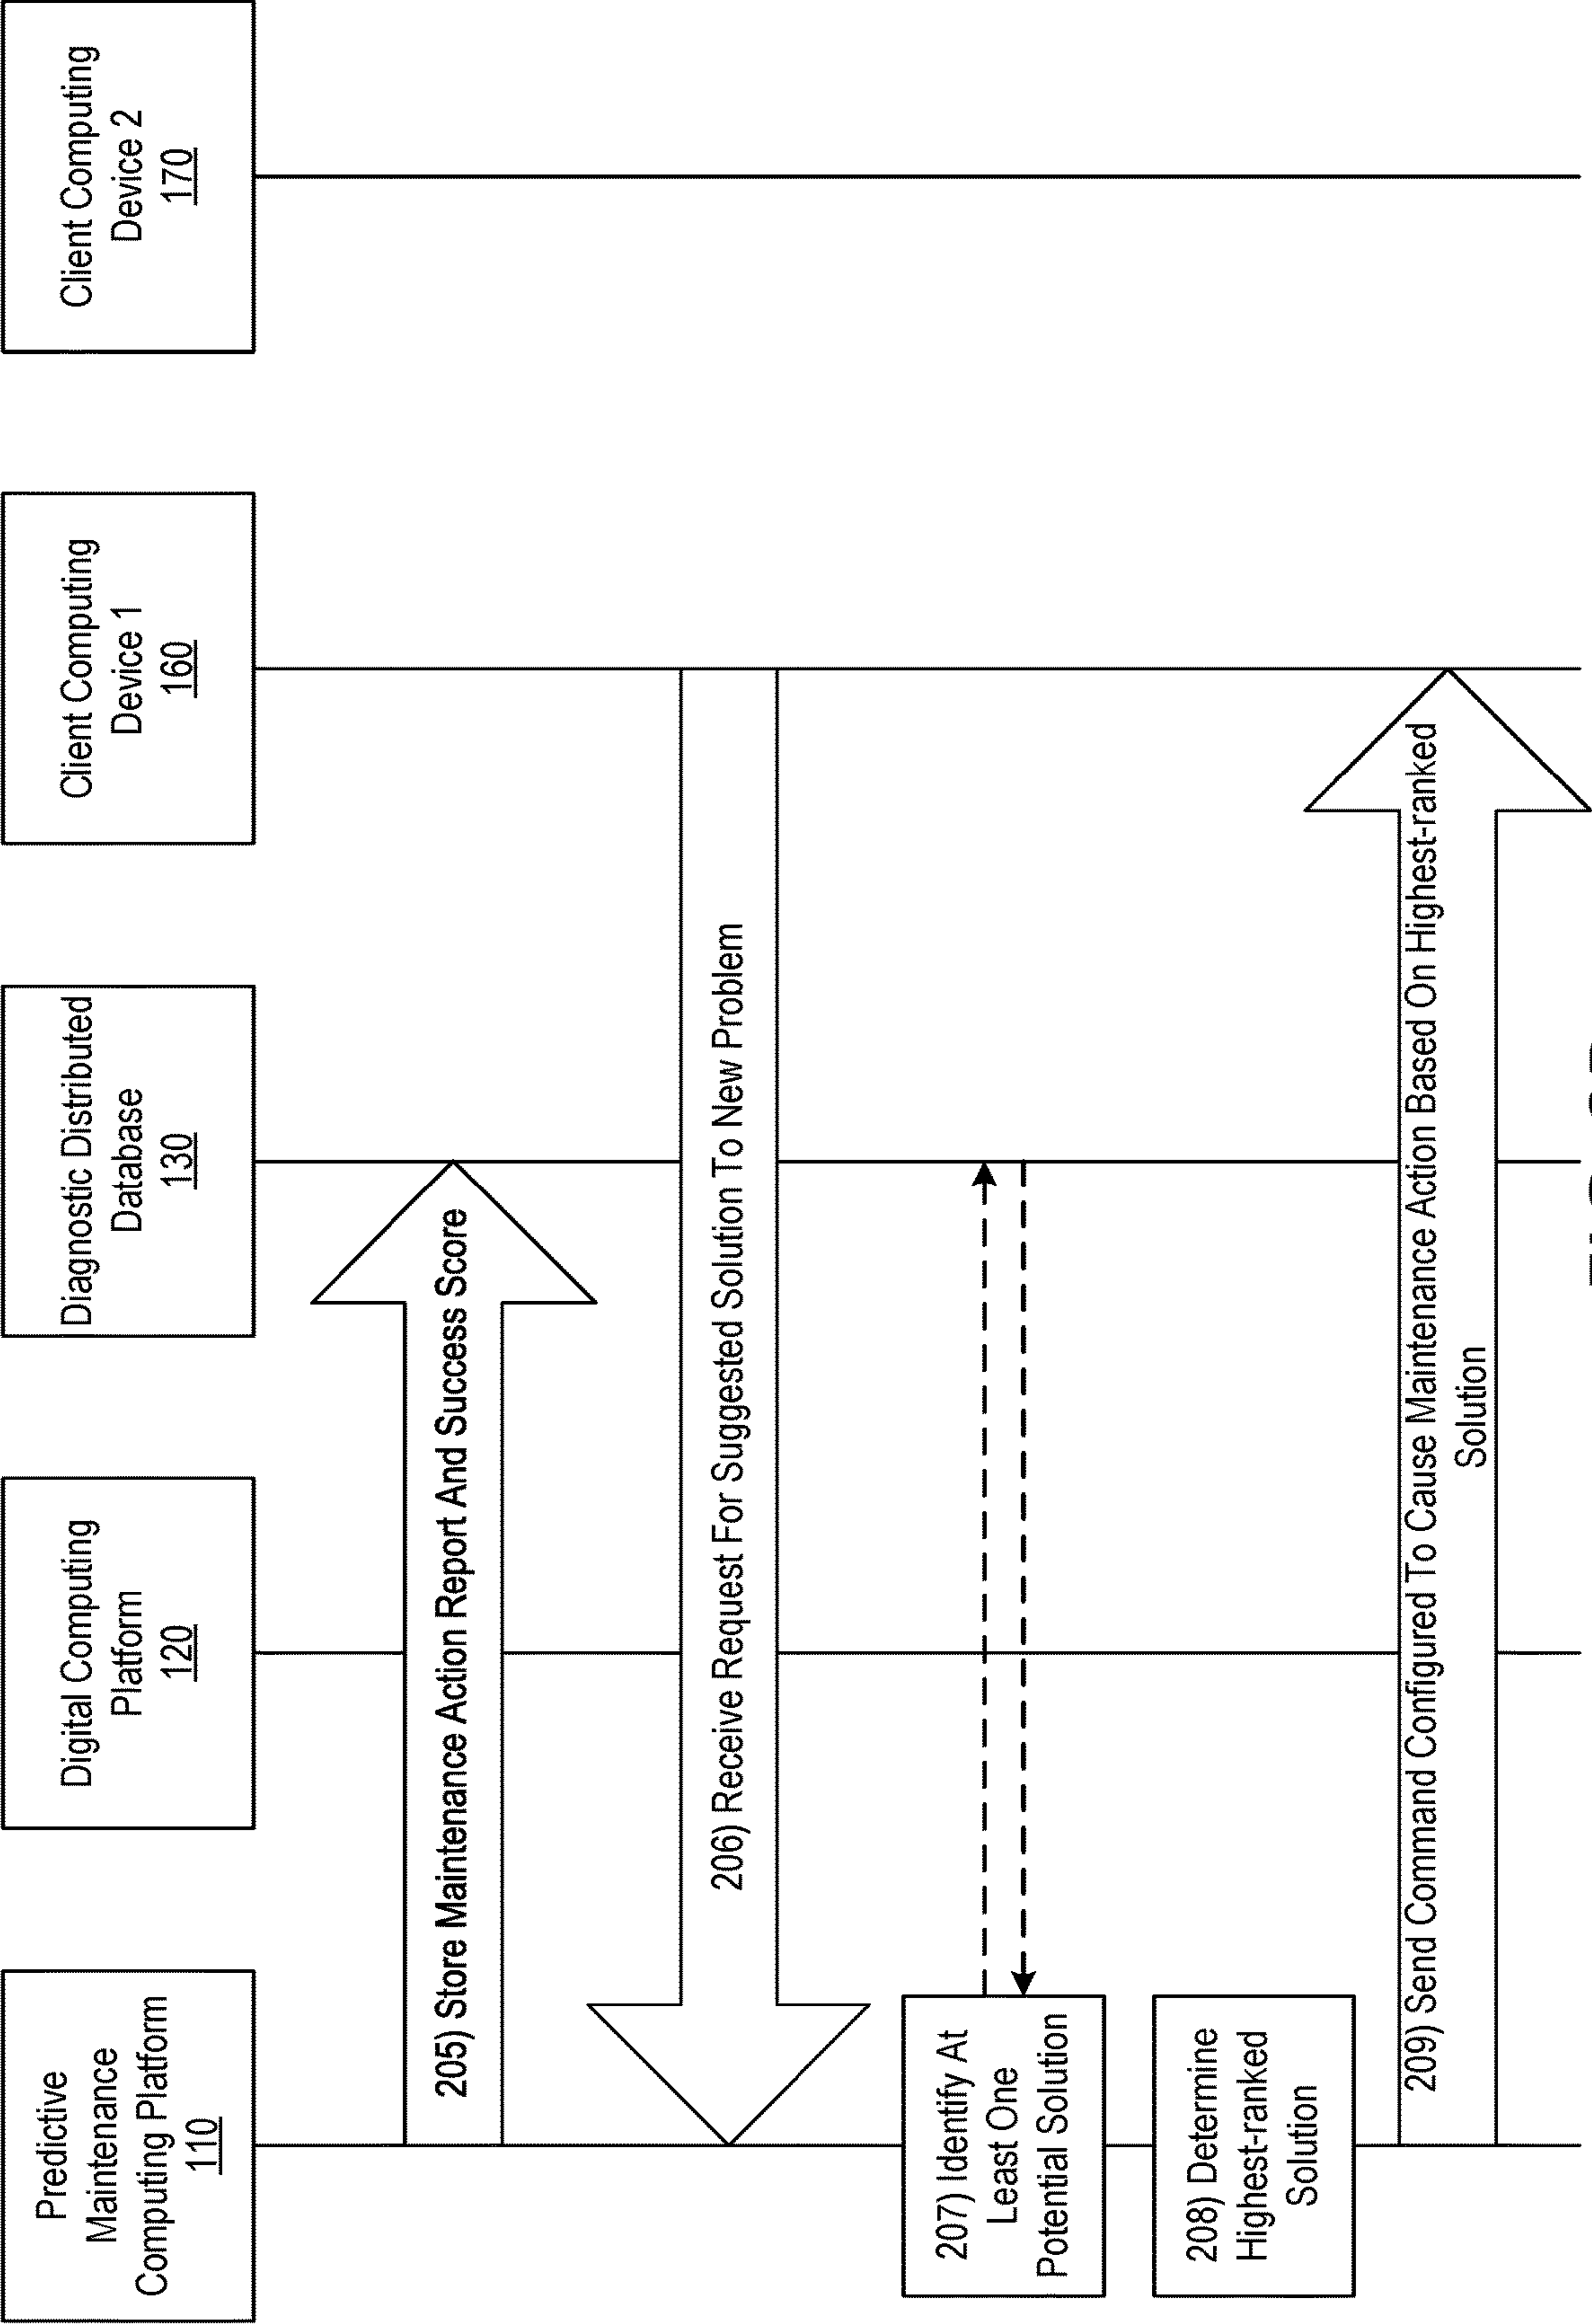 Predictive
Maintenance
Computing Platform
110
Digital Computing
Platform
120
Diagnostic Distributed
Database
130
Client Computing
Device 1
160
Client Computing
Device 2
170
205) Store Maintenance Action Report And Success Score
206) Receive Request For Suggested Solution To New Problem
207) Identify At
Least One
Potential Solution
208) Determine
Highest-ranked
Solution
209) Send Command Configured To Cause Maintenance Action Based On Highest-ranked
Solution